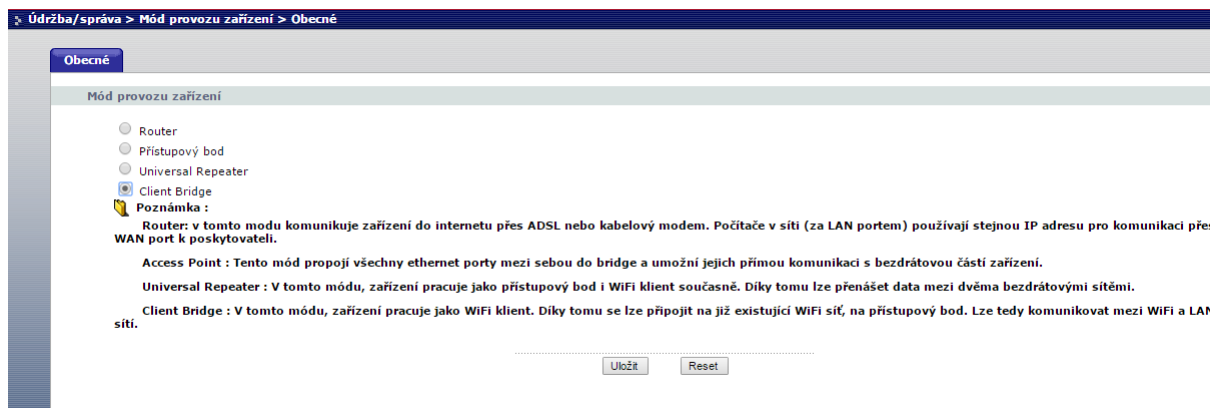 Údržba/správa > Mód provozu zařízení > Obecné
Obecné
Mód provozu zařízení
Router
Přístupový bod
Universal Repeater
Client Bridge
Poznámka :
Router: v tomto modu komunikuje zařízení do internetu přes ADSL nebo kabelový modem. Počítače v síti (za LAN portem) používají stejnou IP adresu pro komunikaci přes
WAN port k poskytovateli.
Access Point : Tento mód propojí všechny ethernet porty mezi sebou do bridge a umožní jejich přímou komunikaci s bezdrátovou částí zařízení.
Universal Repeater : V tomto módu, zařízení pracuje jako přístupový bod i WiFi klient současně. Díky tomu lze přenášet data mezi dvěma bezdrátovými sítěmi.
Client Bridge : V tomto módu, zařízení pracuje jako WiFi klient. Díky tomu se lze připojit na již existující WiFi síť, na přístupový bod. Lze tedy komunikovat mezi WiFi a LAN
sítí.
Uložit
Reset